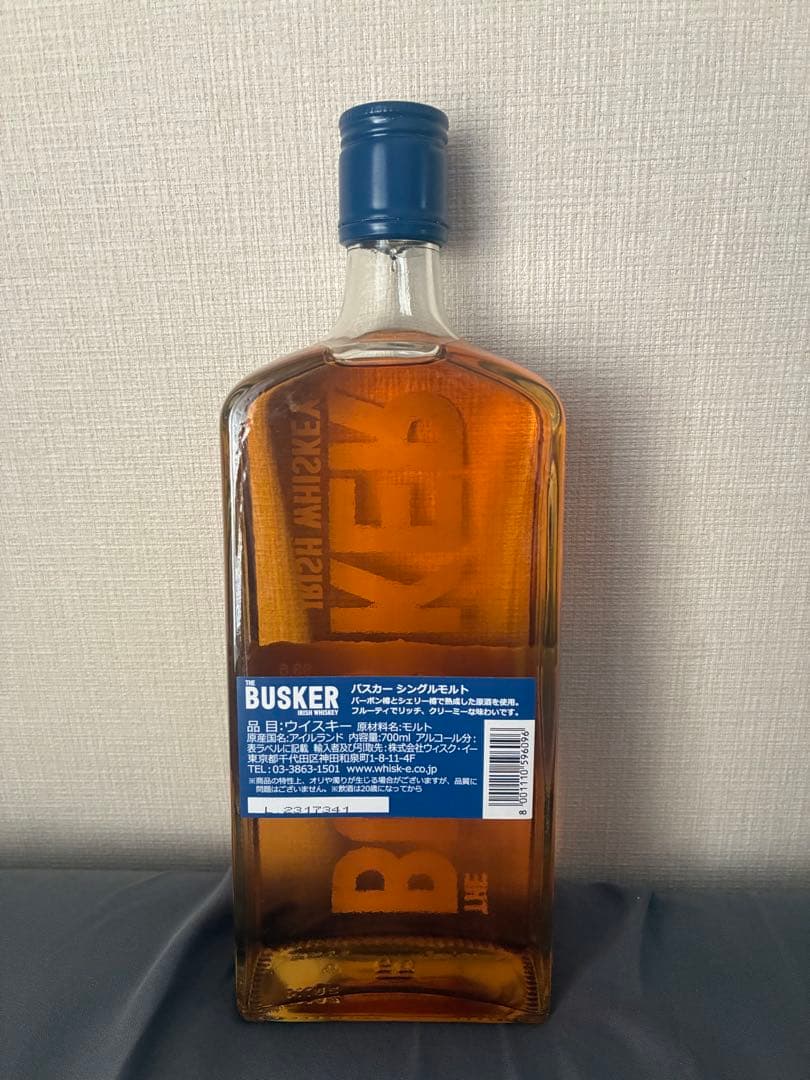 IRISH WHISKEY
THE
BUSKER
IRISH WHISKEY
バスカー シングルモルト
バーボン樽とシェリー樽で熟成した原酒を使用。
フルーティでリッチ、クリーミーな味わいです。
品 目:ウイスキー 原材料名:モルト
原産国名:アイルランド 内容量:700ml アルコール分:
表ラベルに記載 輸入者及び引取先:株式会社ウィスク・イー
東京都千代田区神田和泉町1-8-11-4F
TEL:03-3863-1501 www.whisk-e.co.jp
※商品の特性上、オリや濁りが生じる場合がございますが、品質に
問題はございません。※飲酒は20歳になってから
L 2317341
8 001110 596096
THE